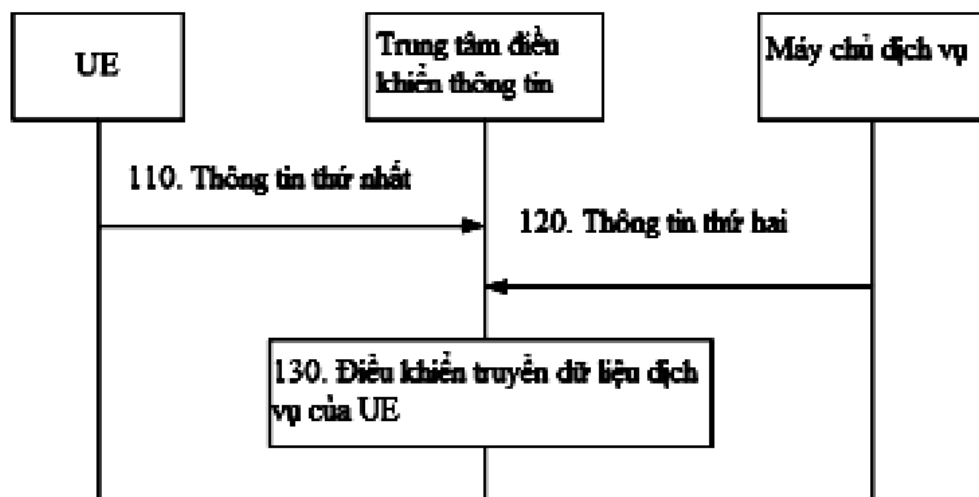 UE
Trung tâm điều
khiển thông tin
Máy chủ dịch vụ
110. Thông tin thứ nhất
120. Thông tin thứ hai
130. Điều khiển truyền dữ liệu dịch
vụ của UE